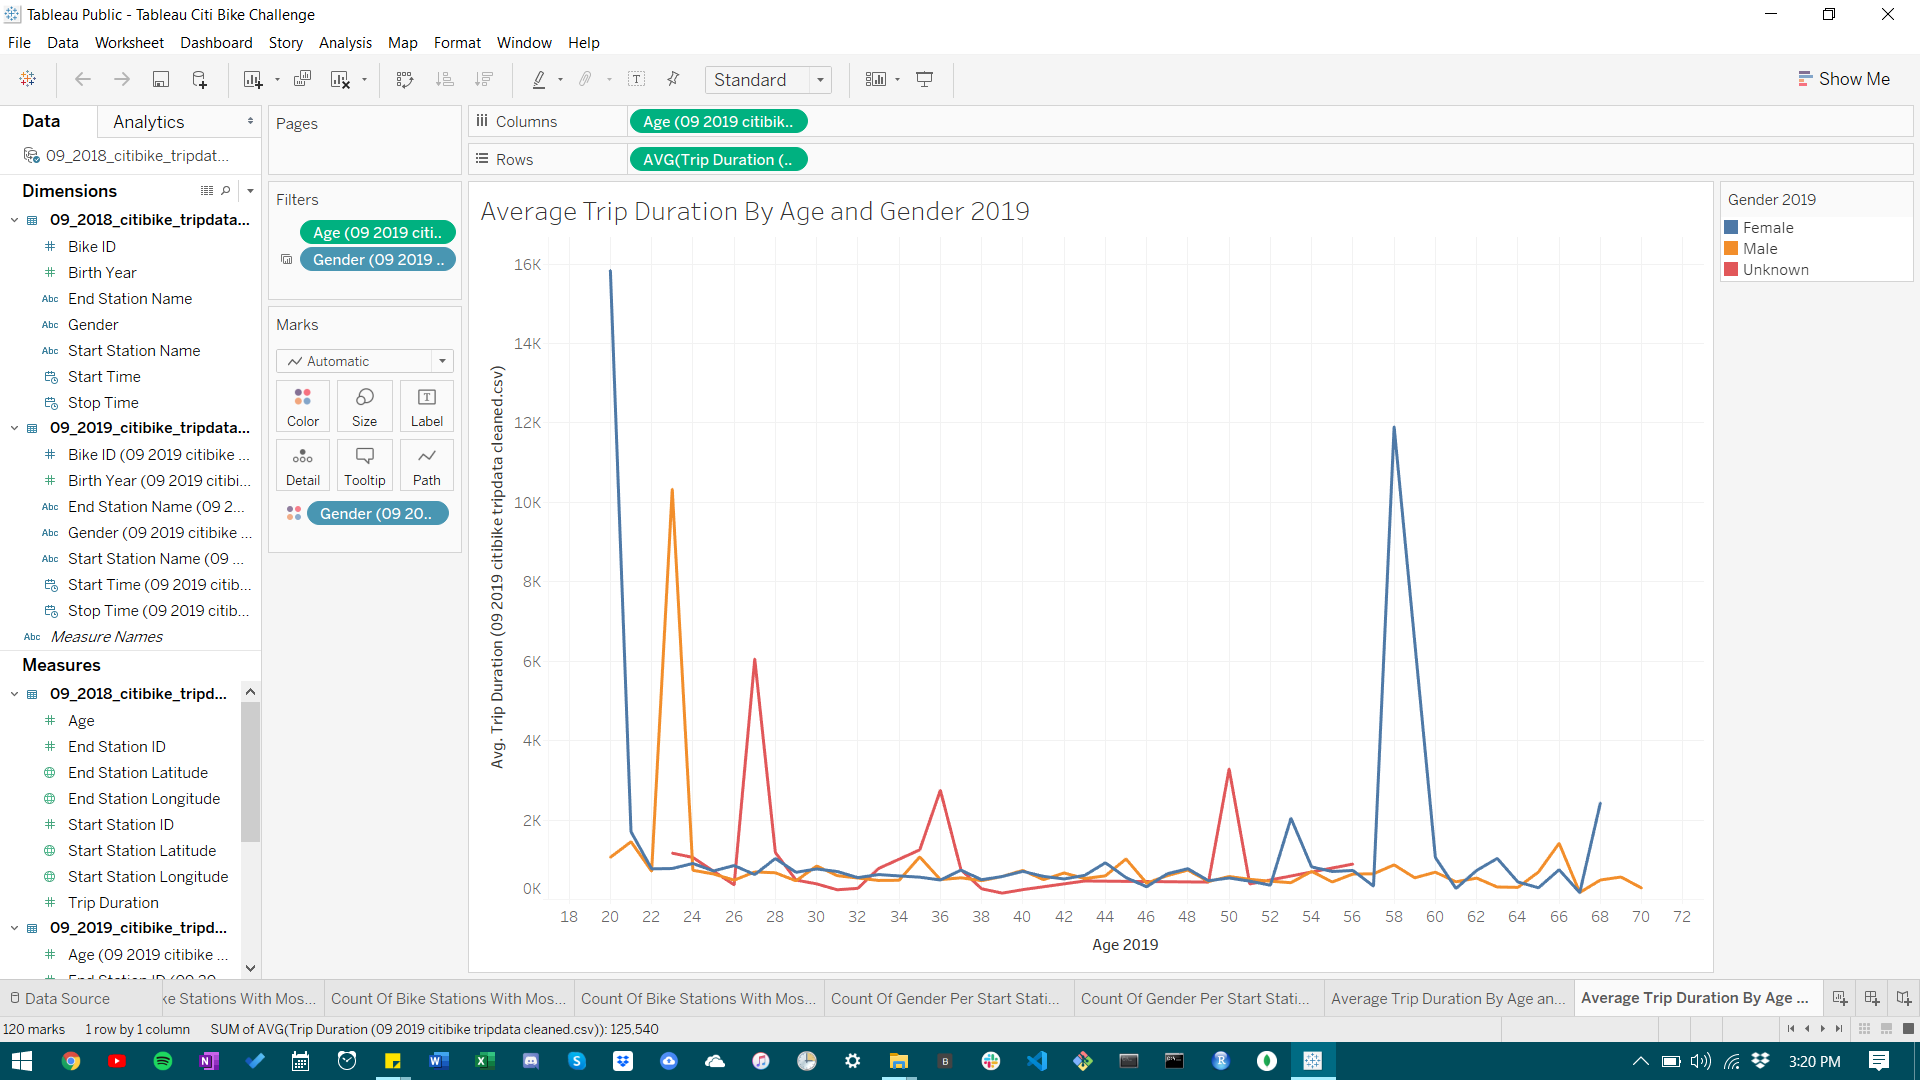 Tableau Public - Tableau Citi Bike Challenge
File Data Worksheet Dashboard Story Analysis Map Format Window Help
Standard
Show Me
Data
Analytics
09_2018_citibike_tripdat...
Dimensions
09_2018_citibike_tripdata...
Bike ID
Birth Year
Abc End Station Name
Abc Gender
Abc Start Station Name
Start Time
Stop Time
09_2019_citibike_tripdata...
Bike ID (09 2019 citibike ...
Birth Year (09 2019 citibi...
Abc End Station Name (09 2...
Abc Gender (09 2019 citibike ...
Abc Start Station Name (09 ...
Start Time (09 2019 citib...
Stop Time (09 2019 citib...
Abc Measure Names
Measures
09_2018_citibike_tripd...
Age
End Station ID
End Station Latitude
End Station Longitude
Start Station ID
Start Station Latitude
Start Station Longitude
Trip Duration
09_2019_citibike_tripd...
Age (09 2019 citibike ...
Pages
Filters
Age (09 2019 citi..
Gender (09 2019 ..
Marks
Automatic
Color Size Label
Detail Tooltip Path
Gender (09 20..
Columns
Age (09 2019 citibik..
Rows
AVG(Trip Duration (..
Average Trip Duration By Age and Gender 2019
Avg. Trip Duration (09 2019 citibike tripdata cleaned.csv)
16K
14K
12K
10K
8K
6K
4K
2K
0K
18 20 22 24 26 28 30 32 34 36 38 40 42 44 46 48 50 52 54 56 58 60 62 64 66 68 70 72
Age 2019
Gender 2019
Female
Male
Unknown
Data Source
ke Stations With Mos...
Count Of Bike Stations With Mos...
Count Of Bike Stations With Mos...
Count Of Gender Per Start Stati...
Count Of Gender Per Start Stati...
Average Trip Duration By Age an...
Average Trip Duration By Age ...
120 marks 1 row by 1 column SUM of AVG(Trip Duration (09 2019 citibike tripdata cleaned.csv)): 125,540
3:20 PM